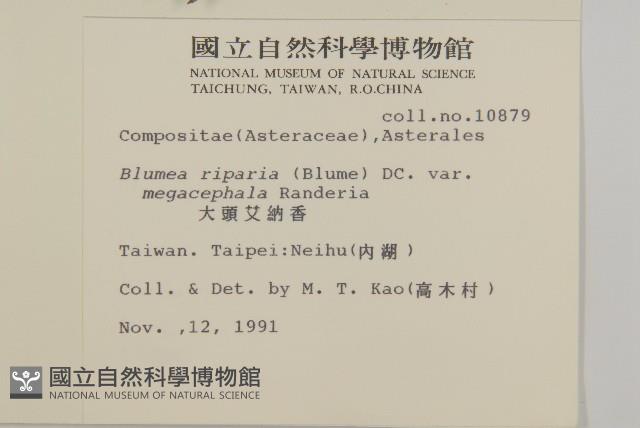 國立自然科學博物館
NATIONAL MUSEUM OF NATURAL SCIENCE
TAICHUNG, TAIWAN, R.O.CHINA
coll.no.10879
Compositae(Asteraceae),Asterales
Blumea riparia (Blume) DC. var.
megacephala Randeria
大頭艾納香
Taiwan. Taipei:Neihu(內湖)
Coll. & Det. by M. T. Kao(高木村)
Nov. ,12, 1991
國立自然科學博物館
NATIONAL MUSEUM OF NATURAL SCIENCE